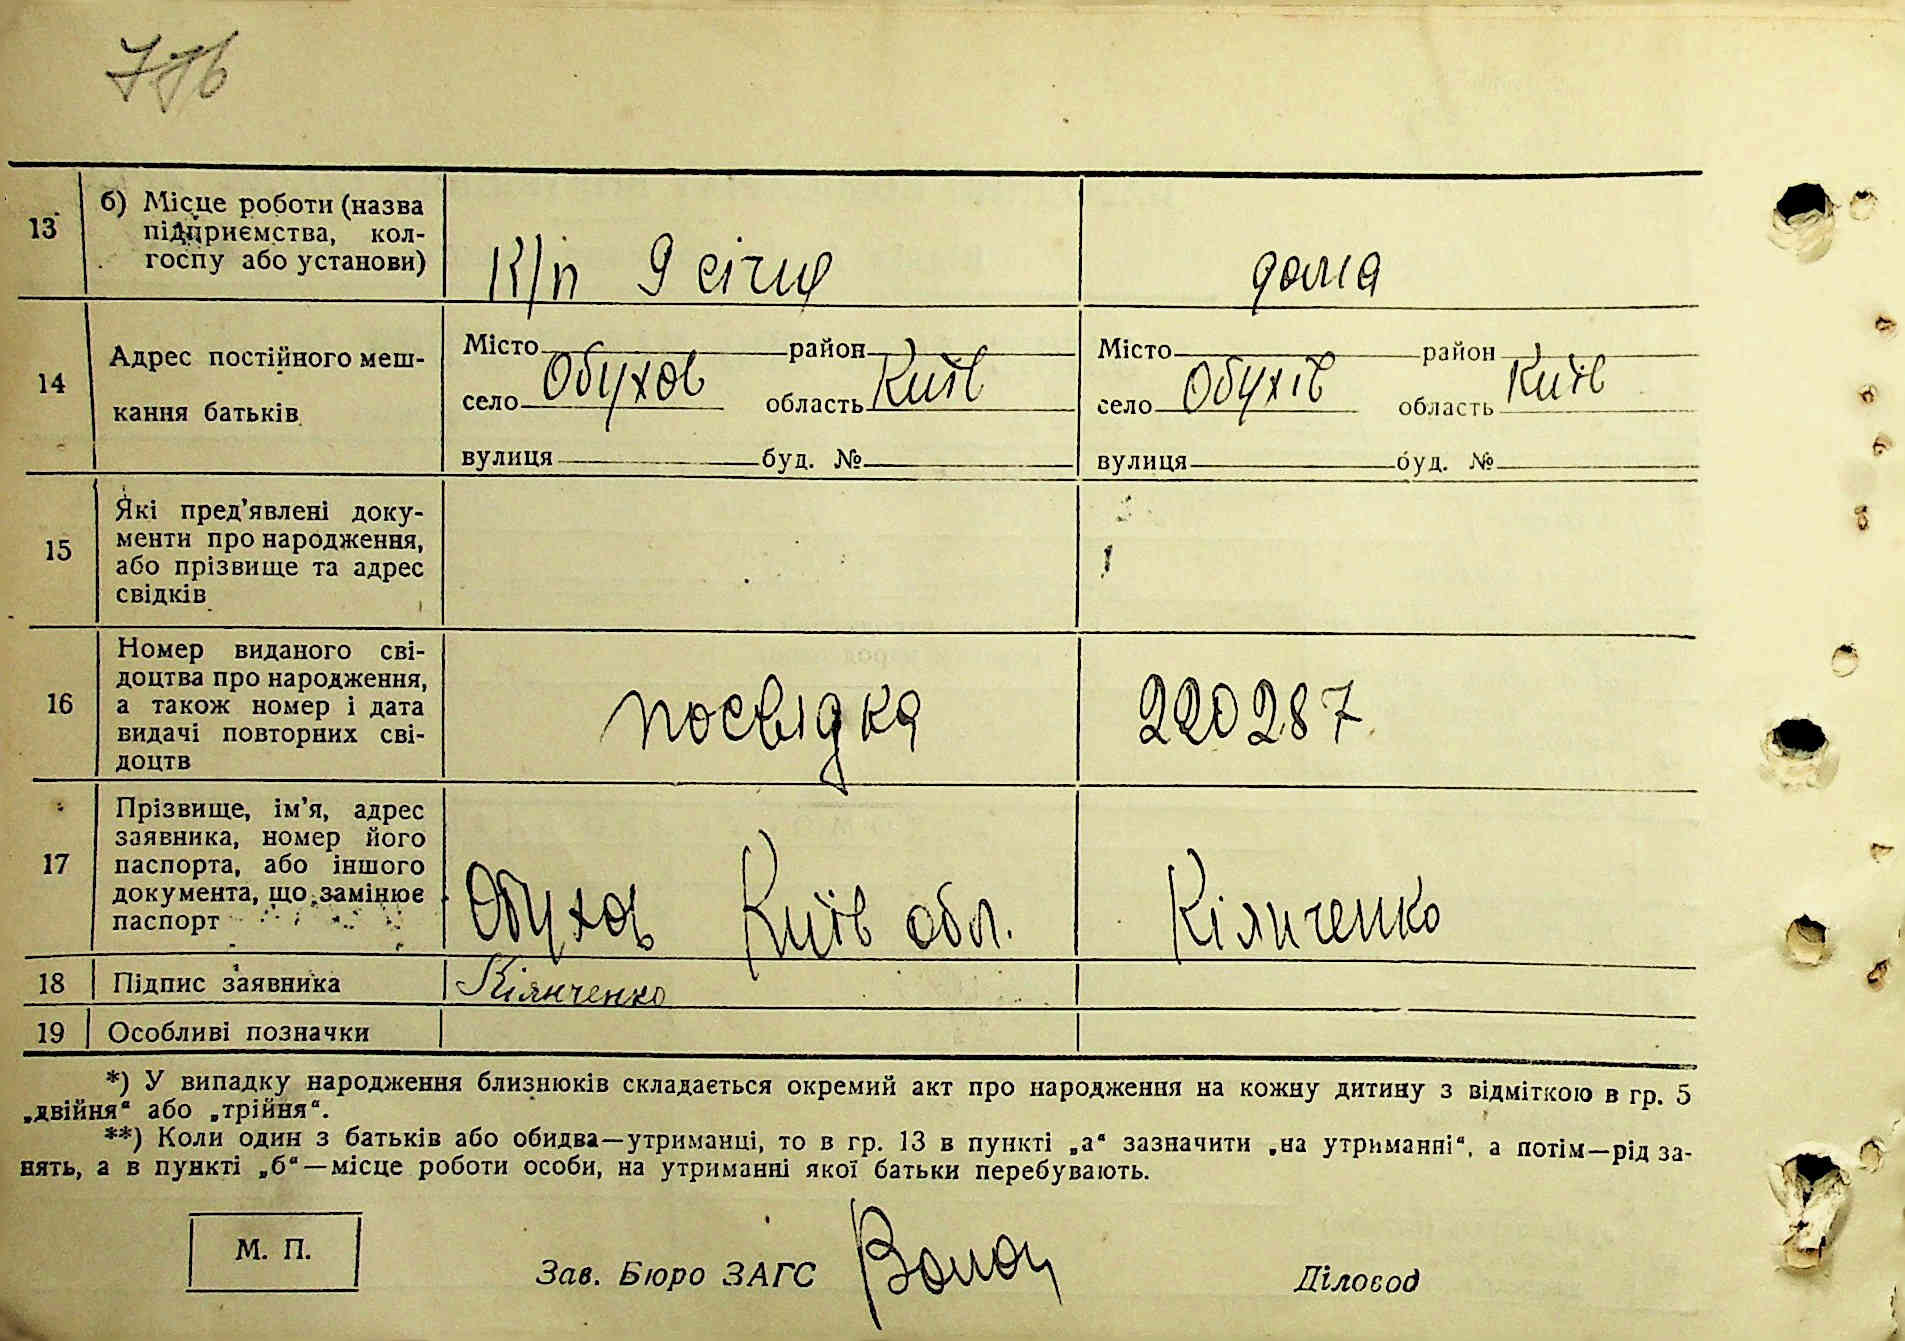 13 б) Місце роботи (назва
підприємства, кол-
госпу або установи)
к/п 9 січня дома
14 Адрес постійного меш-
кання батьків
Місто район Місто район
село Обухов область Київ село Обухів область Київ
вулиця буд. № вулиця буд. №
15 Які пред’явлені доку-
менти про народження,
або прізвище та адрес
свідків
16 Номер виданого сві-
доцтва про народження,
а також номер і дата
видачі повторних сві-
доцтв
посвідка 220287
17 Прізвище, ім’я, адрес
заявника, номер його
паспорта, або іншого
документа, що замінює
паспорт
Обухов Київ обл. Кіянченко
18 Підпис заявника Кіянченко
19 Особливі позначки
*) У випадку народження близнюків складається окремий акт про народження на кожну дитину з відміткою в гр. 5
„двійня“ або „трійня“.
**) Коли один з батьків або обидва—утриманці, то в гр. 13 в пункті „а“ зазначити „на утриманні“, а потім—рід за-
нять, а в пункті „б“—місце роботи особи, на утриманні якої батьки перебувають.
М. П.
Зав. Бюро ЗАГС Діловод